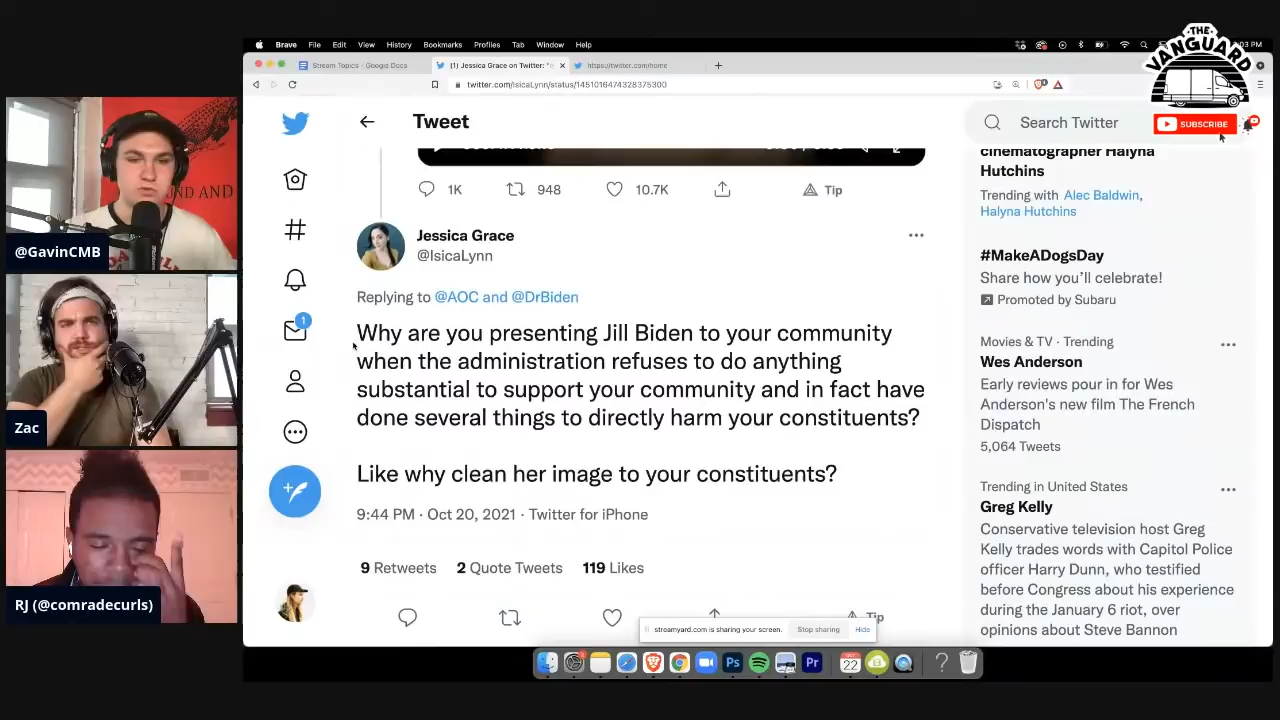 Brave File Edit View History Bookmarks Profiles Tab Window Help
Stream Topics - Google Docs
(1) Jessica Grace on Twitter: "
https://twitter.com/home
twitter.com/IsicaLynn/status/1451016474328375300
THE
VANGUARD
SUBSCRIBE
Tweet
Search Twitter
1K 948 10.7K Tip
Jessica Grace
@IsicaLynn
Replying to @AOC and @DrBiden
Why are you presenting Jill Biden to your community
when the administration refuses to do anything
substantial to support your community and in fact have
done several things to directly harm your constituents?
Like why clean her image to your constituents?
9:44 PM · Oct 20, 2021 · Twitter for iPhone
9 Retweets 2 Quote Tweets 119 Likes
Tip
1
streamyard.com is sharing your screen. Stop sharing Hide
cinematographer Halyna
Hutchins
Trending with Alec Baldwin,
Halyna Hutchins
#MakeADogsDay
Share how you'll celebrate!
Promoted by Subaru
Movies & TV · Trending
Wes Anderson
Early reviews pour in for Wes
Anderson's new film The French
Dispatch
5,064 Tweets
Trending in United States
Greg Kelly
Conservative television host Greg
Kelly trades words with Capitol Police
officer Harry Dunn, who testified
before Congress about his experience
during the January 6 riot, over
opinions about Steve Bannon
@GavinCMB
Zac
RJ (@comradecurls)
Ps
Pr
22